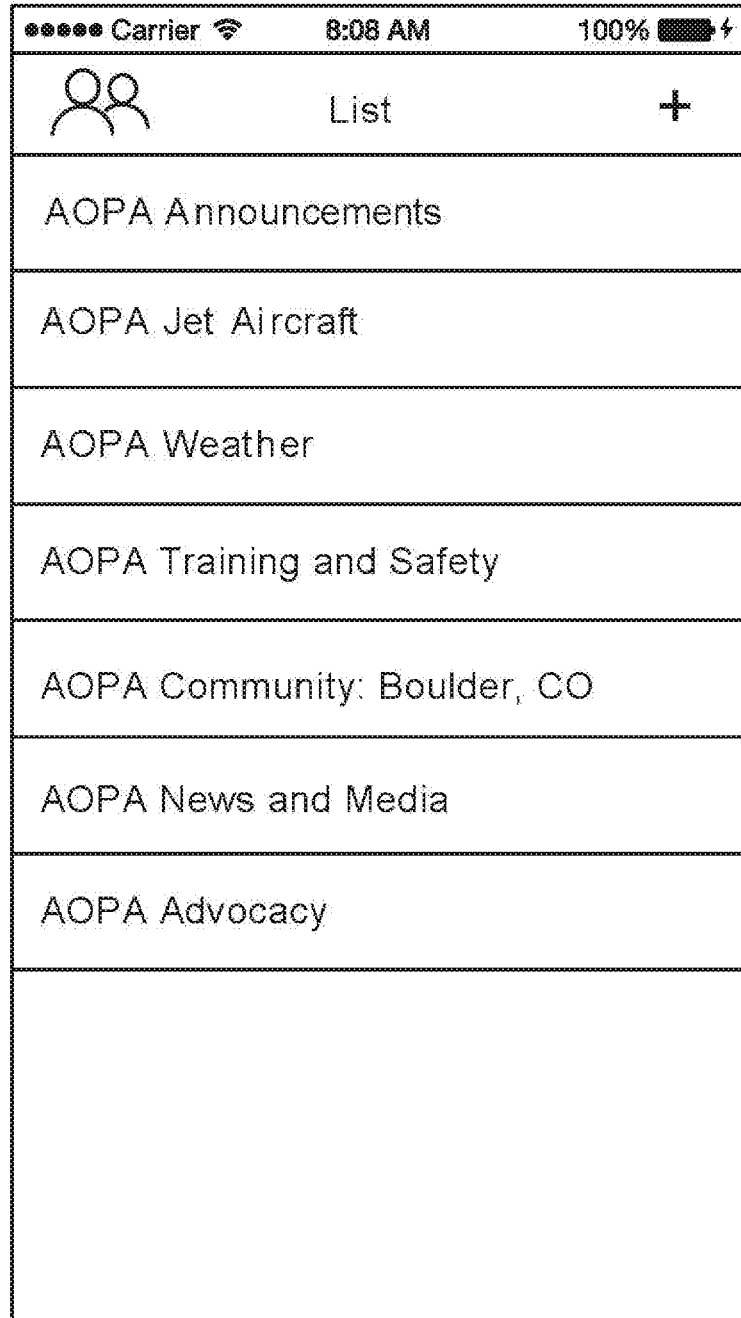 Carrier 8:08 AM 100%
List +
AOPA Announcements
AOPA Jet Aircraft
AOPA Weather
AOPA Training and Safety
AOPA Community: Boulder, CO
AOPA News and Media
AOPA Advocacy